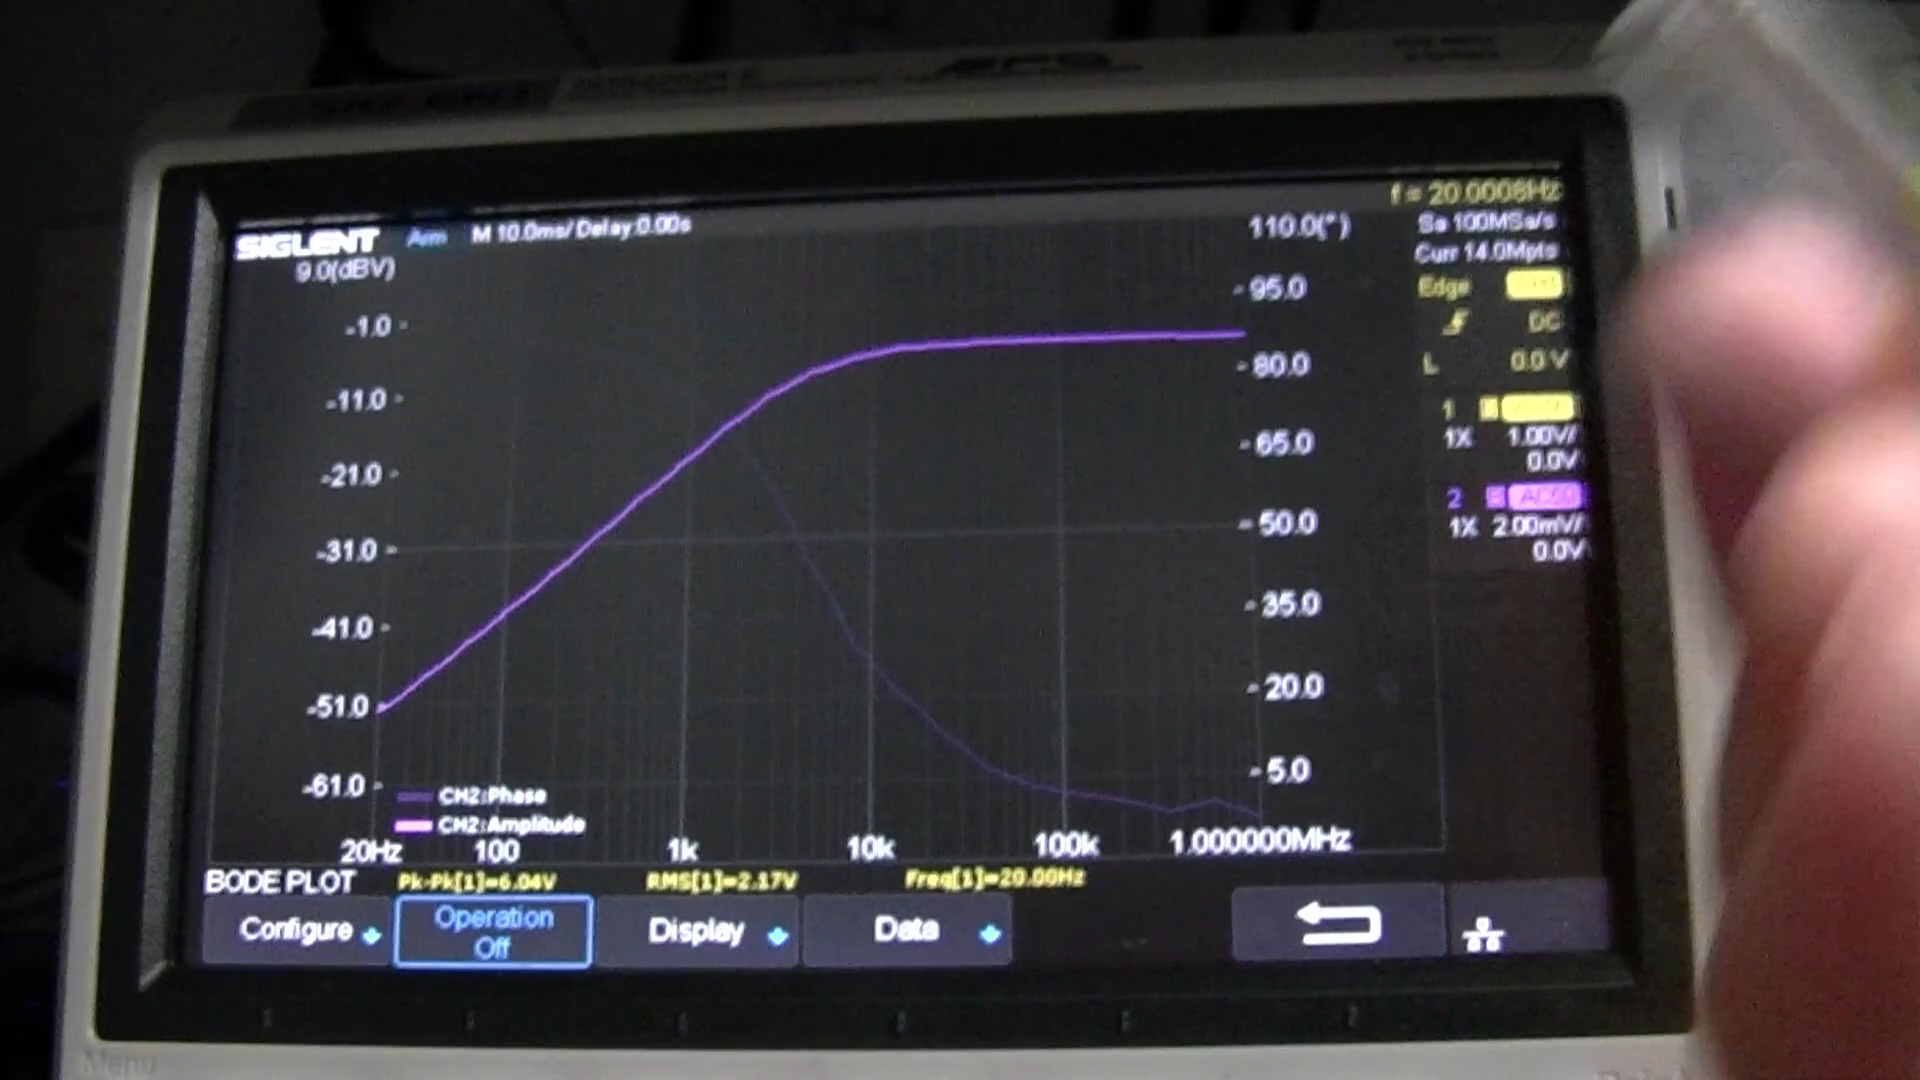 f = 20.0008Hz
SIGLENT Arm M 10.0ms/ Delay:0.00s
110.0(°) Sa 100MSa/s
9.0(dBV)
Curr 14.0Mpts
-95.0
Edge
-1.0
DC
-80.0
L 0.0 V
-11.0
1
1X 1.00V/
-65.0
0.0V
-21.0
2
1X 2.00mV/
-50.0
0.0V
-31.0
-35.0
-41.0
-20.0
-51.0
-5.0
-61.0
CH2:Phase
CH2:Amplitude
20Hz 100 1k 10k 100k 1.000000MHz
BODE PLOT Pk-Pk[1]=6.04V RMS[1]=2.17V Freq[1]=20.00Hz
Configure Operation Display Data
Off
Menu